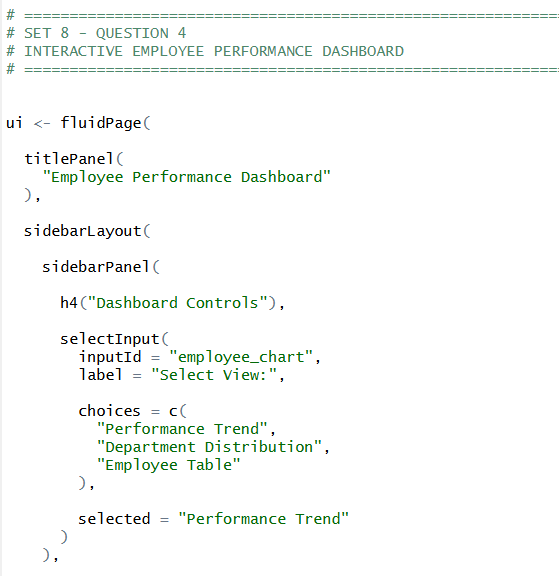 # ===========================================================
# SET 8 - QUESTION 4
# INTERACTIVE EMPLOYEE PERFORMANCE DASHBOARD
# ===========================================================
ui <- fluidPage(
  titlePanel(
    "Employee Performance Dashboard"
  ),
  sidebarLayout(
    sidebarPanel(
      h4("Dashboard Controls"),
      selectInput(
        inputId = "employee_chart",
        label = "Select View:",
        choices = c(
          "Performance Trend",
          "Department Distribution",
          "Employee Table"
        ),
        selected = "Performance Trend"
      )
    ),